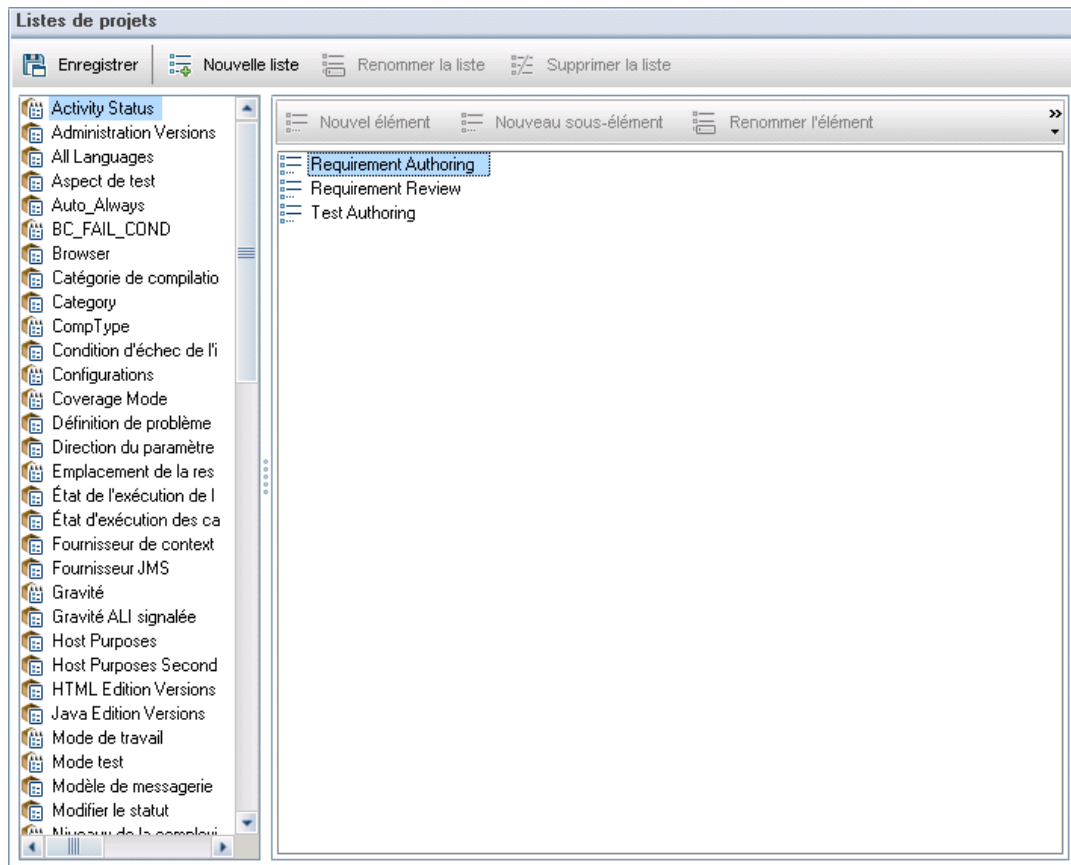 Listes de projets
Enregistrer Nouvelle liste Renommer la liste Supprimer la liste
Activity Status
Administration Versions
All Languages
Aspect de test
Auto_Always
BC_FAIL_COND
Browser
Catégorie de compilatio
Category
CompType
Condition d'échec de l'i
Configurations
Coverage Mode
Définition de problème
Direction du paramètre
Emplacement de la res
État de l'exécution de l
État d'exécution des ca
Fournisseur de context
Fournisseur JMS
Gravité
Gravité ALI signalée
Host Purposes
Host Purposes Second
HTML Edition Versions
Java Edition Versions
Mode de travail
Mode test
Modèle de messagerie
Modifier le statut
Nouvel élément Nouveau sous-élément Renommer l'élément »
Requirement Authoring
Requirement Review
Test Authoring